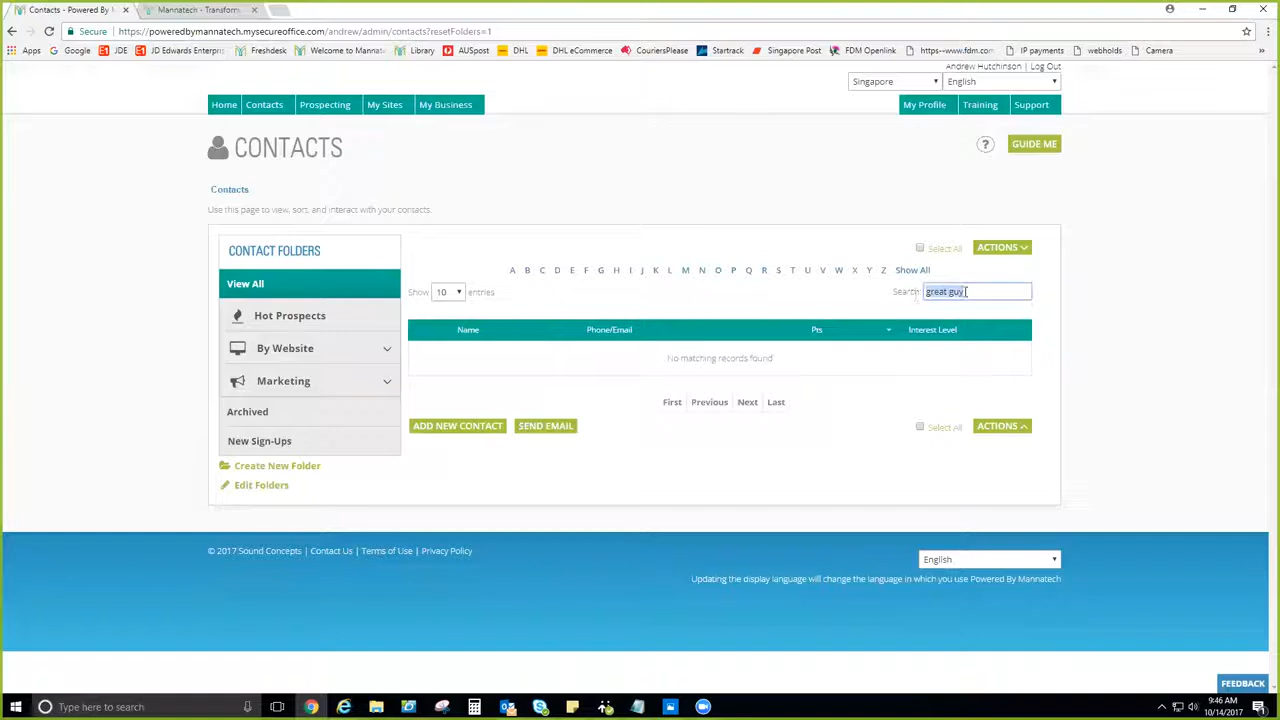 Contacts - Powered By M
Mannatech - Transform
Secure
https://poweredbymannatech.mysecureoffice.com/andrew/admin/contacts?resetFolders=1
Apps Google JDE JD Edwards Enterpris Freshdesk Welcome to Mannat Library AUSpost DHL DHL eCommerce CouriersPlease Startrack Singapore Post FDM Openlink https--www.fdm.com IP payments webholds Camera
Andrew Hutchinson | Log Out
Singapore English
Home Contacts Prospecting My Sites My Business My Profile Training Support
CONTACTS ? GUIDE ME
Contacts
Use this page to view, sort, and interact with your contacts.
CONTACT FOLDERS
Select All ACTIONS
A B C D E F G H I J K L M N O P Q R S T U V W X Y Z Show All
View All
Show 10 entries Search: great guy
Hot Prospects
Name Phone/Email Pts Interest Level
By Website
No matching records found
Marketing
First Previous Next Last
Archived
ADD NEW CONTACT SEND EMAIL Select All ACTIONS
New Sign-Ups
Create New Folder
Edit Folders
© 2017 Sound Concepts | Contact Us | Terms of Use | Privacy Policy
English
Updating the display language will change the language in which you use Powered By Mannatech
FEEDBACK
Type here to search
9:46 AM
10/14/2017